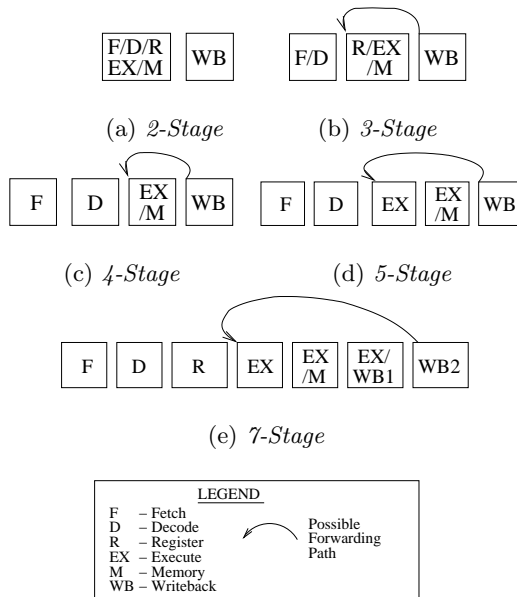 F/D/R
EX/M
WB
F/D
R/EX
/M
WB
(a) 2-Stage
(b) 3-Stage
F
D
EX
/M
WB
F
D
EX
EX
/M
WB
(c) 4-Stage
(d) 5-Stage
F
D
R
EX
EX
/M
EX/
WB1
WB2
(e) 7-Stage
LEGEND
F – Fetch
D – Decode
R – Register
EX – Execute
M – Memory
WB – Writeback
Possible
Forwarding
Path